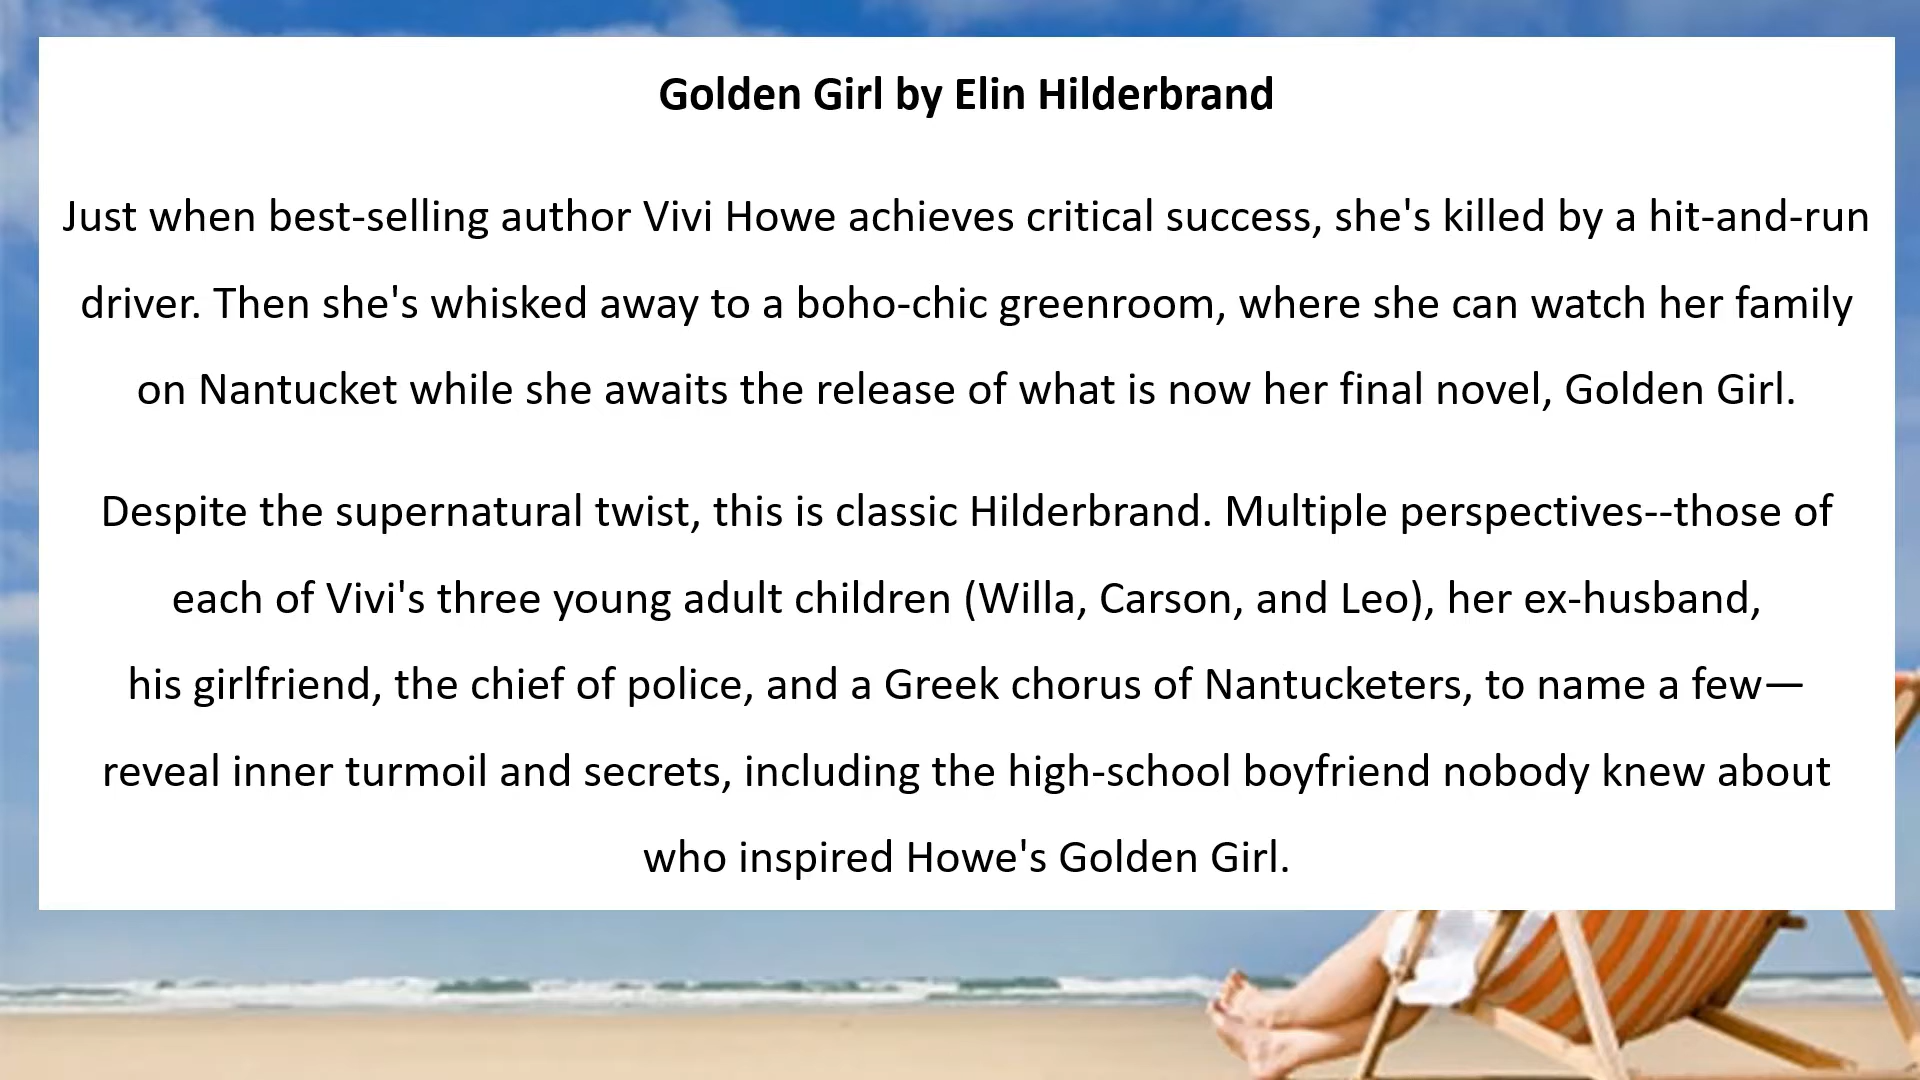 Golden Girl by Elin Hilderbrand
Just when best-selling author Vivi Howe achieves critical success, she's killed by a hit-and-run
driver. Then she's whisked away to a boho-chic greenroom, where she can watch her family
on Nantucket while she awaits the release of what is now her final novel, Golden Girl.
Despite the supernatural twist, this is classic Hilderbrand. Multiple perspectives--those of
each of Vivi's three young adult children (Willa, Carson, and Leo), her ex-husband,
his girlfriend, the chief of police, and a Greek chorus of Nantucketers, to name a few—
reveal inner turmoil and secrets, including the high-school boyfriend nobody knew about
who inspired Howe's Golden Girl.